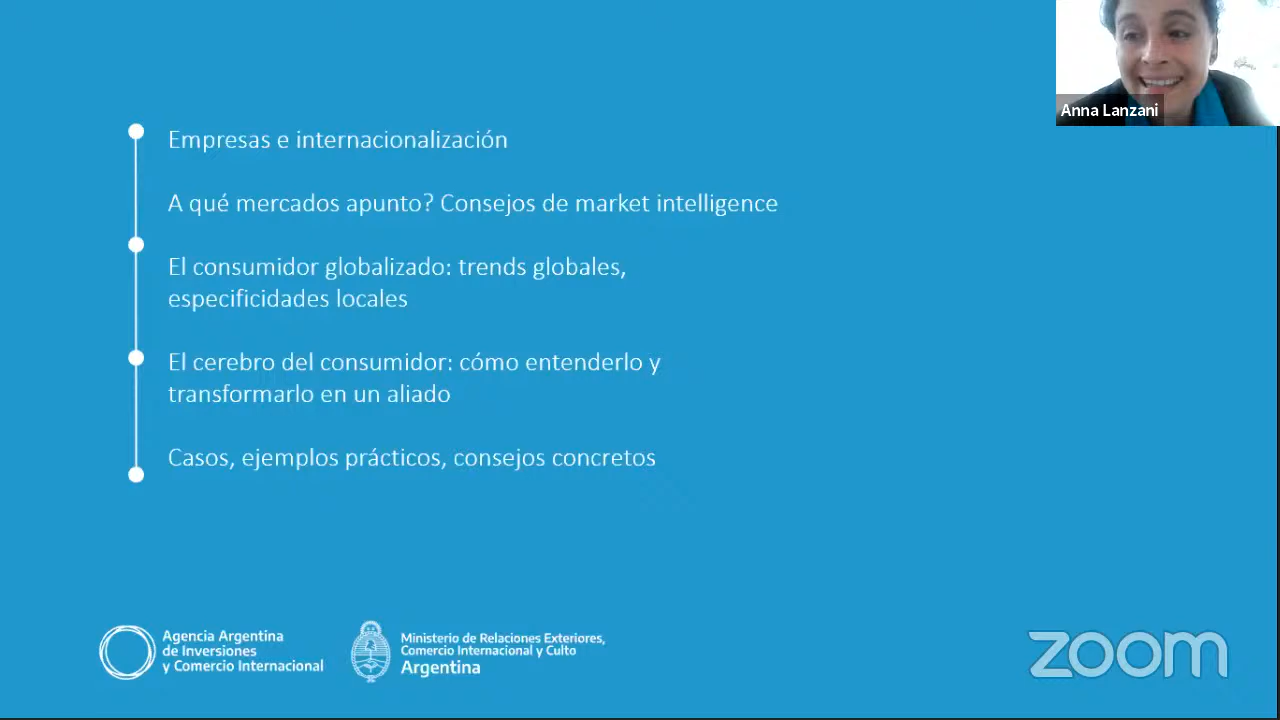 Anna Lanzani
Empresas e internacionalización
A qué mercados apunto? Consejos de market intelligence
El consumidor globalizado: trends globales,
especificidades locales
El cerebro del consumidor: cómo entenderlo y
transformarlo en un aliado
Casos, ejemplos prácticos, consejos concretos
Agencia Argentina
de Inversiones
y Comercio Internacional
Ministerio de Relaciones Exteriores,
Comercio Internacional y Culto
Argentina
zoom